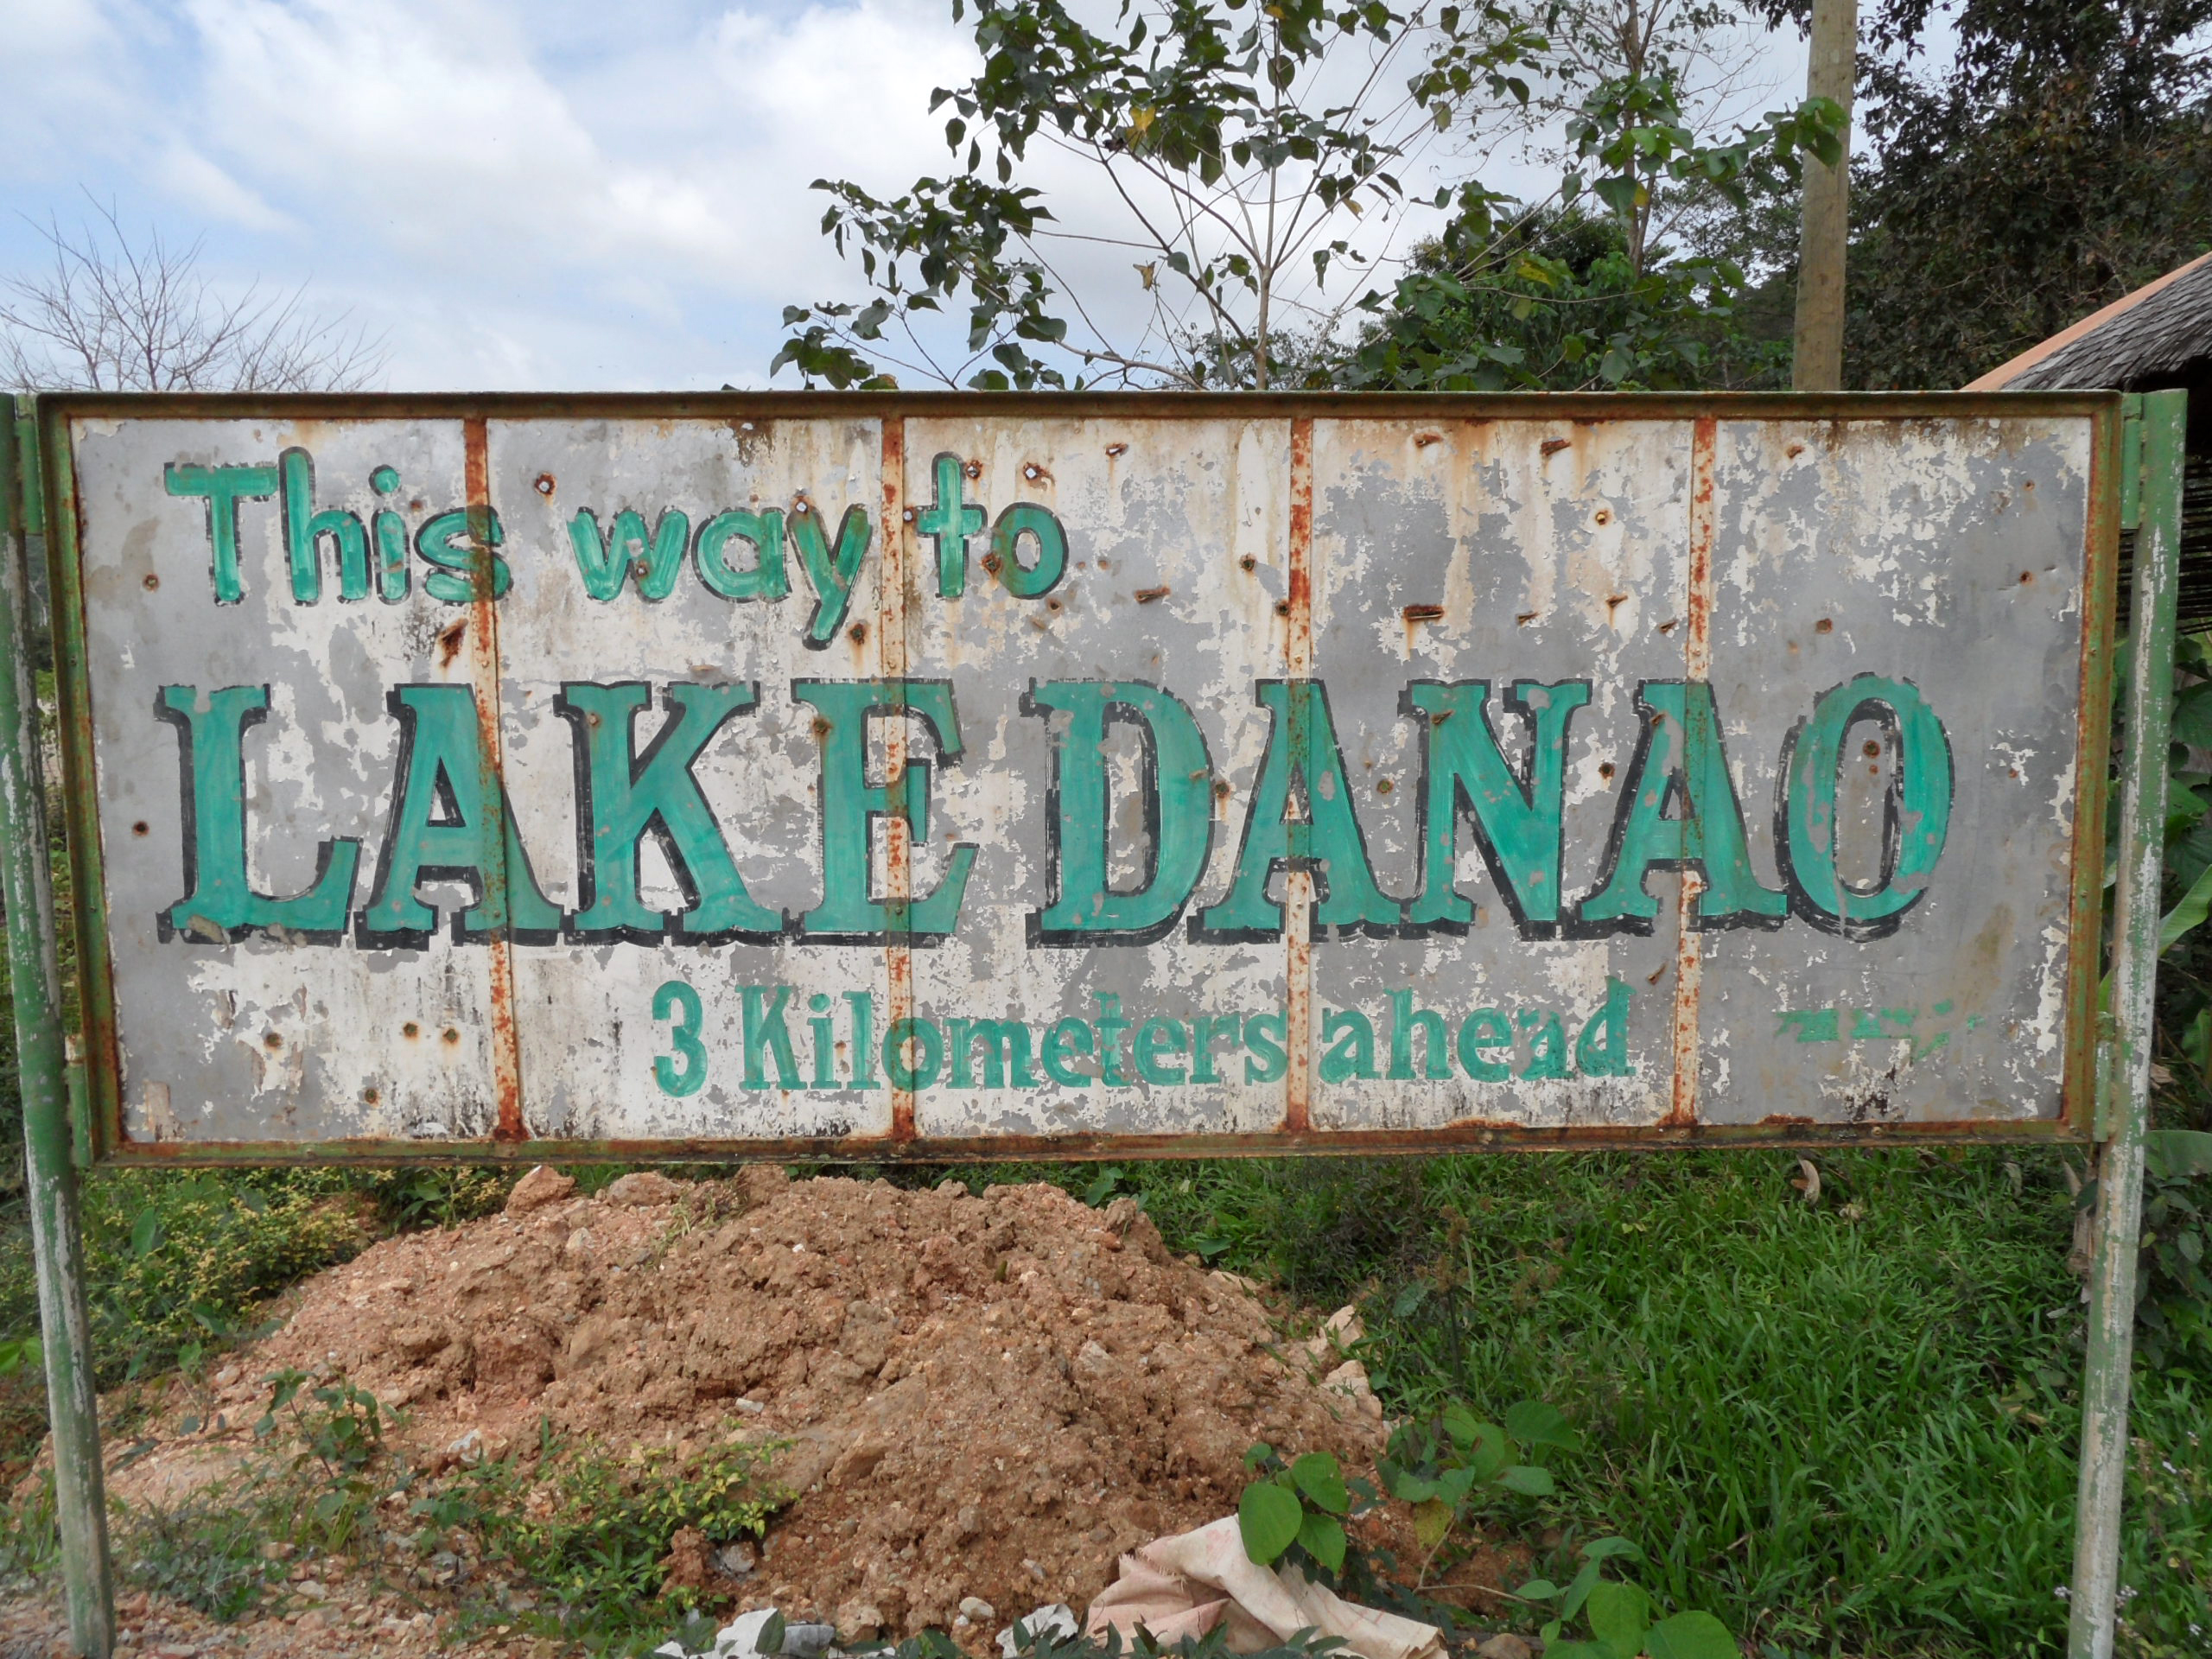 This way to
LAKE DANAO
3 Kilometers ahead